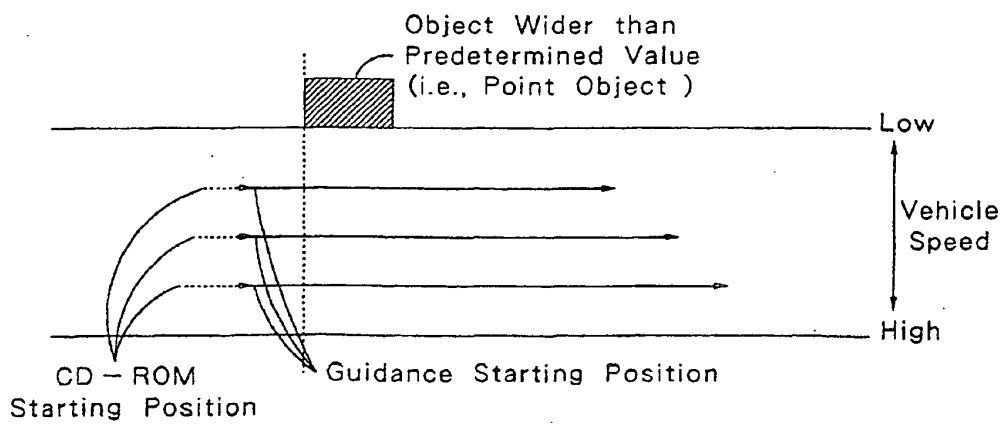 Object Wider than
Predetermined Value
(i.e., Point Object )
Low
Vehicle
Speed
High
CD - ROM
Starting Position
Guidance Starting Position